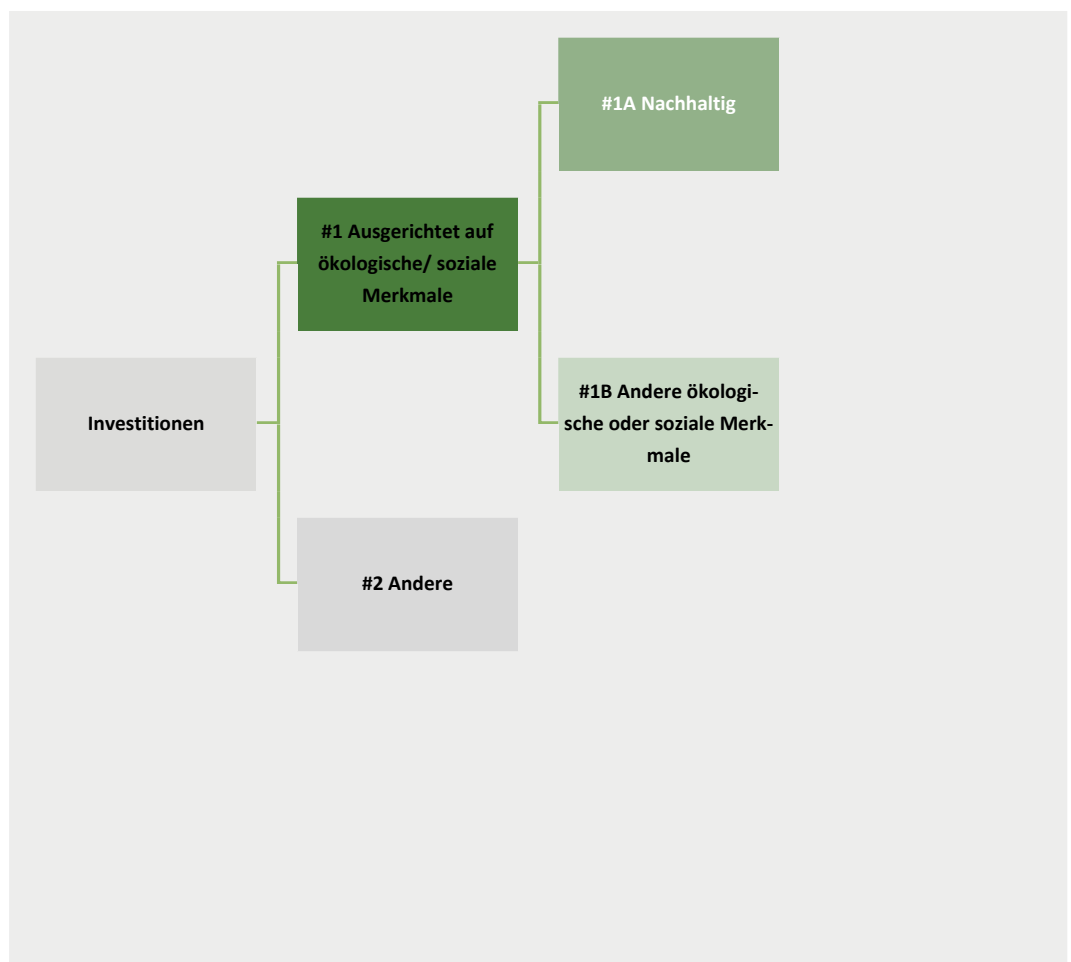 #1A Nachhaltig
#1 Ausgerichtet auf
ökologische/ soziale
Merkmale
#1B Andere ökologi-
sche oder soziale Merk-
male
Investitionen
#2 Andere